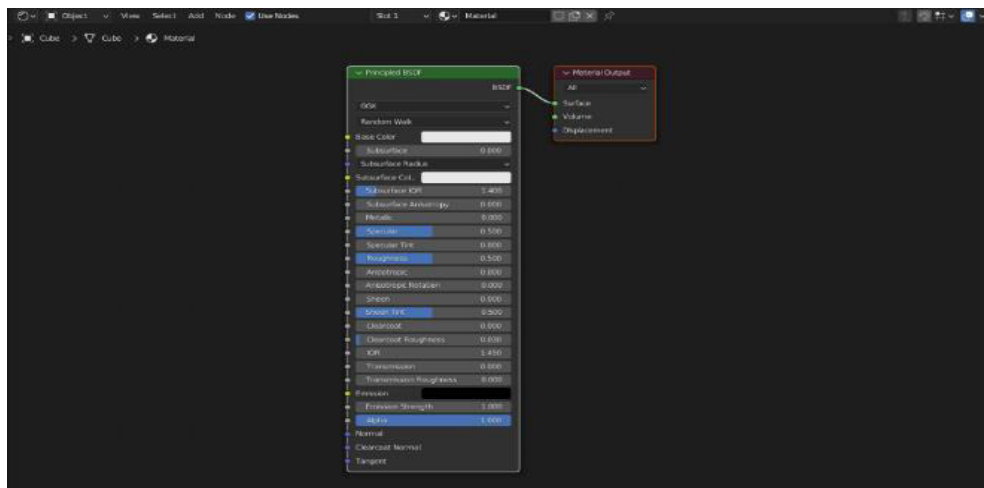 Object View Select Add Node Use Nodes Slot 1 Material
Cube > Cube > Material
Principled BSDF
BSDF
GGX
Random Walk
Base Color
Subsurface 0.000
Subsurface Radius
Subsurface Col..
Subsurface IOR 1.400
Subsurface Anisotropy 0.000
Metallic 0.000
Specular 0.500
Specular Tint 0.000
Roughness 0.500
Anisotropic 0.000
Anisotropic Rotation 0.000
Sheen 0.000
Sheen Tint 0.500
Clearcoat 0.000
Clearcoat Roughness 0.030
IOR 1.450
Transmission 0.000
Transmission Roughness 0.000
Emission
Emission Strength 1.000
Alpha 1.000
Normal
Clearcoat Normal
Tangent
Material Output
All
Surface
Volume
Displacement